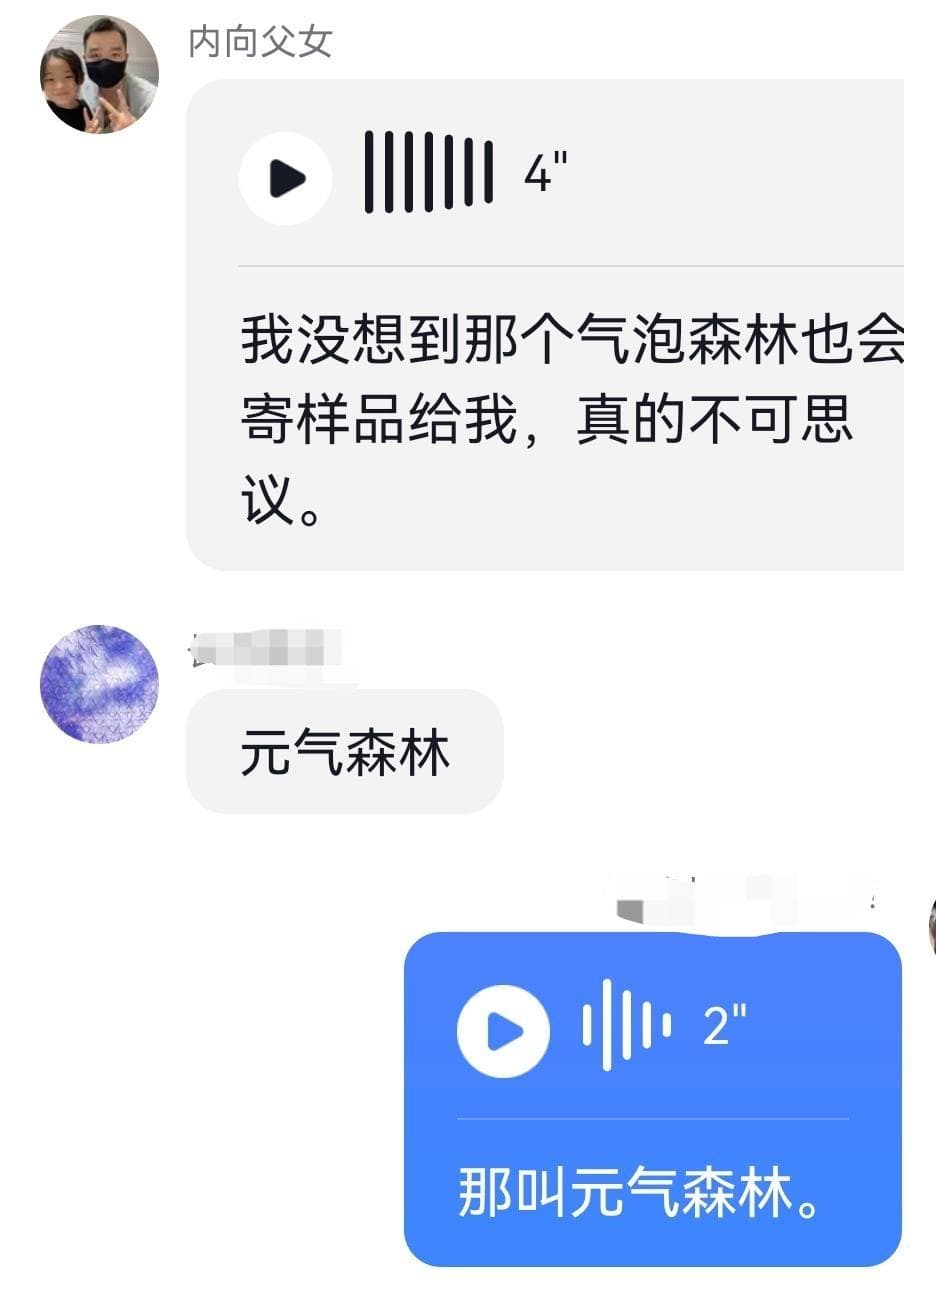 内向父女
4"
我没想到那个气泡森林也会
寄样品给我，真的不可思
议。
元气森林
2"
那叫元气森林。